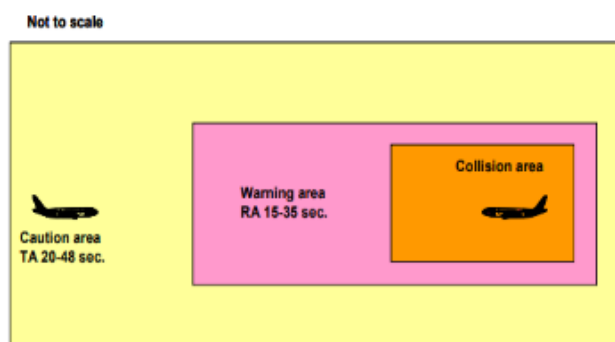 Not to scale
Collision area
Warning area
RA 15-35 sec.
Caution area
TA 20-48 sec.